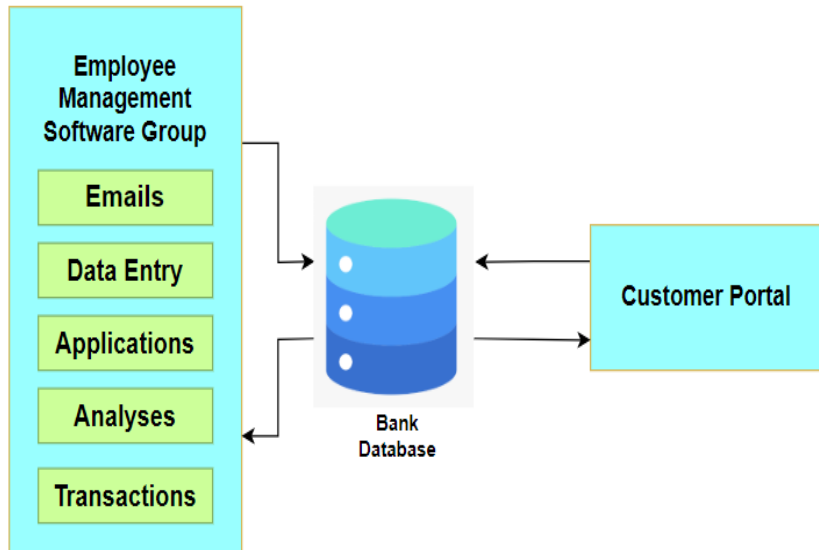 Employee
Management
Software Group
Emails
Data Entry
Applications
Analyses
Transactions
Bank
Database
Customer Portal